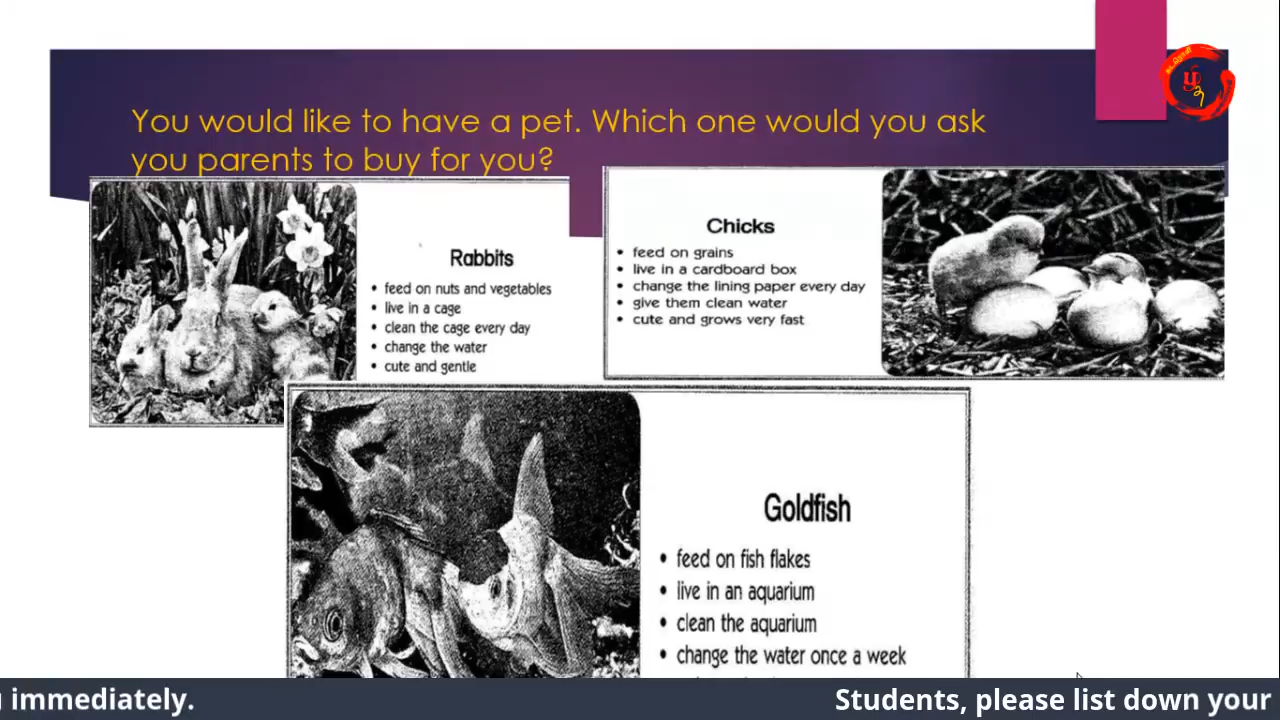 You would like to have a pet. Which one would you ask
you parents to buy for you?
Rabbits
• feed on nuts and vegetables
• live in a cage
• clean the cage every day
• change the water
• cute and gentle
Chicks
• feed on grains
• live in a cardboard box
• change the lining paper every day
• give them clean water
• cute and grows very fast
Goldfish
• feed on fish flakes
• live in an aquarium
• clean the aquarium
• change the water once a week
immediately.
Students, please list down your